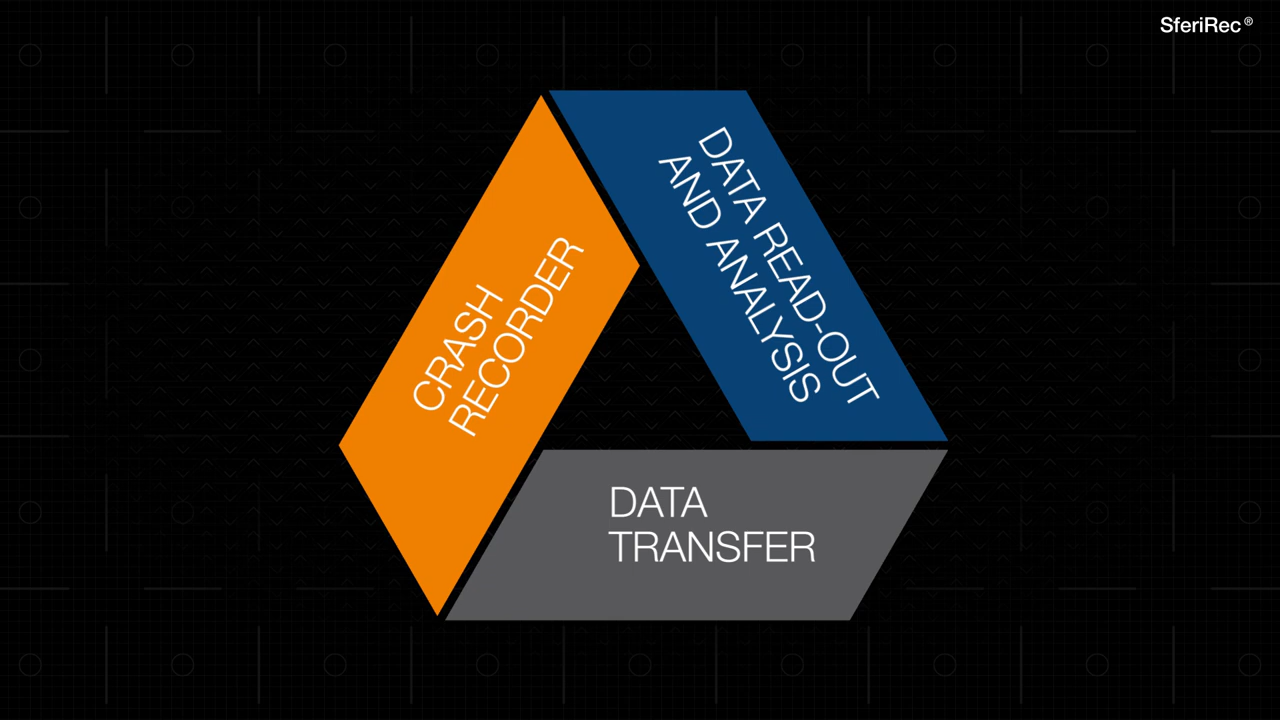 SferiRec®
CRASH
RECORDER
DATA READ-OUT
AND ANALYSIS
DATA
TRANSFER